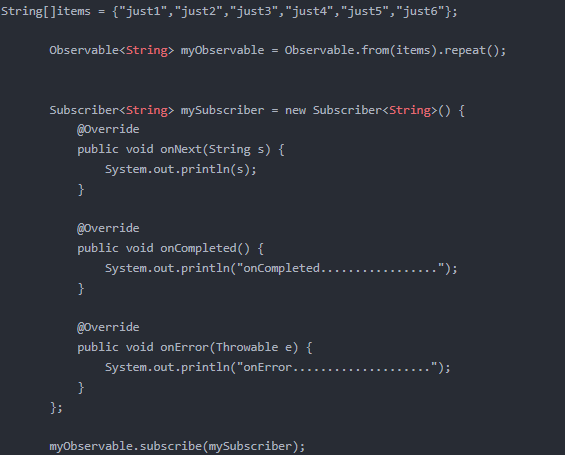 String[]items = {"just1","just2","just3","just4","just5","just6"};
Observable<String> myObservable = Observable.from(items).repeat();
Subscriber<String> mySubscriber = new Subscriber<String>() {
@Override
public void onNext(String s) {
System.out.println(s);
}
@Override
public void onCompleted() {
System.out.println("onCompleted.................");
}
@Override
public void onError(Throwable e) {
System.out.println("onError....................");
}
};
myObservable.subscribe(mySubscriber);